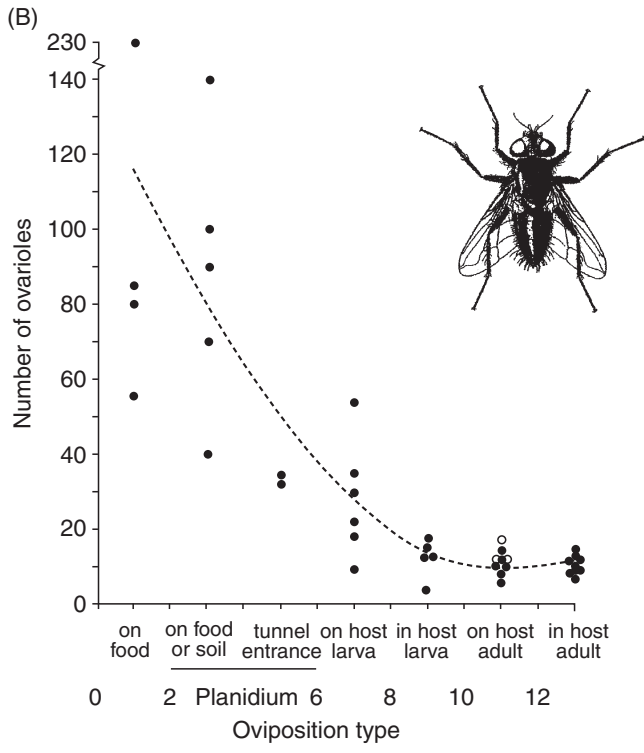 (B)
230
140
120
100
80
60
40
20
0
Number of ovarioles
on food
on food or soil
tunnel entrance
on host larva
in host larva
on host adult
in host adult
0 2 Planidium 6 8 10 12
Oviposition type